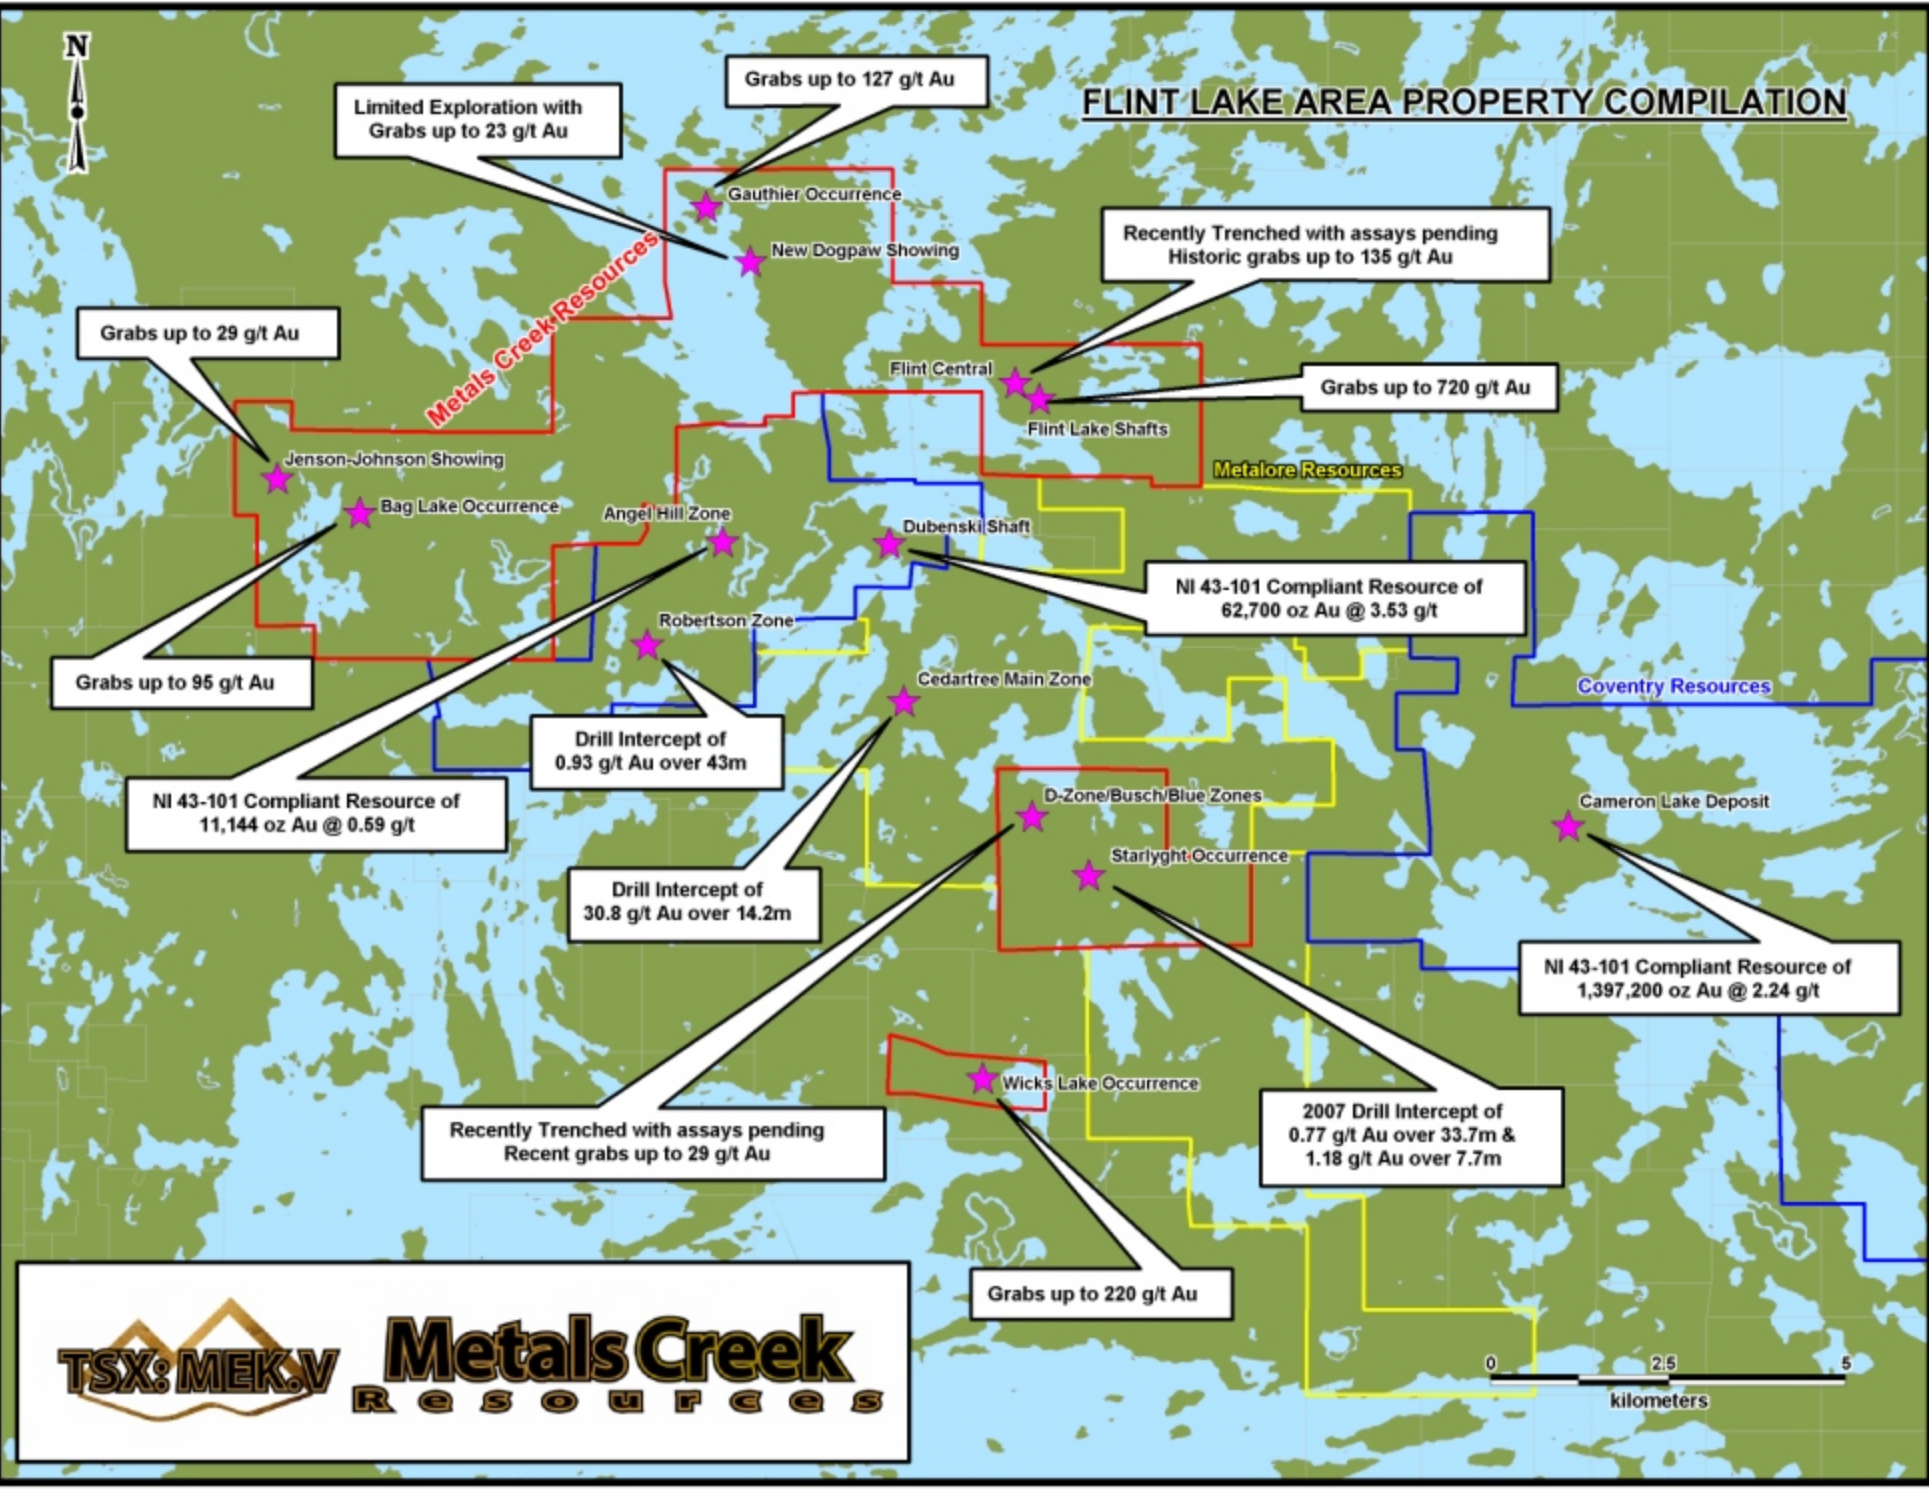 N
FLINT LAKE AREA PROPERTY COMPILATION
Grabs up to 127 g/t Au
Limited Exploration with
Grabs up to 23 g/t Au
Gauthier Occurrence
New Dogpaw Showing
Recently Trenched with assays pending
Historic grabs up to 135 g/t Au
Metals Creek Resources
Grabs up to 29 g/t Au
Flint Central
Grabs up to 720 g/t Au
Flint Lake Shafts
Jenson-Johnson Showing
Metalore Resources
Bag Lake Occurrence
Angel Hill Zone
Dubenski Shaft
NI 43-101 Compliant Resource of
62,700 oz Au @ 3.53 g/t
Robertson Zone
Grabs up to 95 g/t Au
Cedartree Main Zone
Coventry Resources
Drill Intercept of
0.93 g/t Au over 43m
NI 43-101 Compliant Resource of
11,144 oz Au @ 0.59 g/t
D-Zone/Busch/Blue Zones
Cameron Lake Deposit
Starlyght Occurrence
Drill Intercept of
30.8 g/t Au over 14.2m
NI 43-101 Compliant Resource of
1,397,200 oz Au @ 2.24 g/t
Wicks Lake Occurrence
Recently Trenched with assays pending
Recent grabs up to 29 g/t Au
2007 Drill Intercept of
0.77 g/t Au over 33.7m &
1.18 g/t Au over 7.7m
Grabs up to 220 g/t Au
TSX: MEK.V
Metals Creek
Resources
0 2.5 5
kilometers